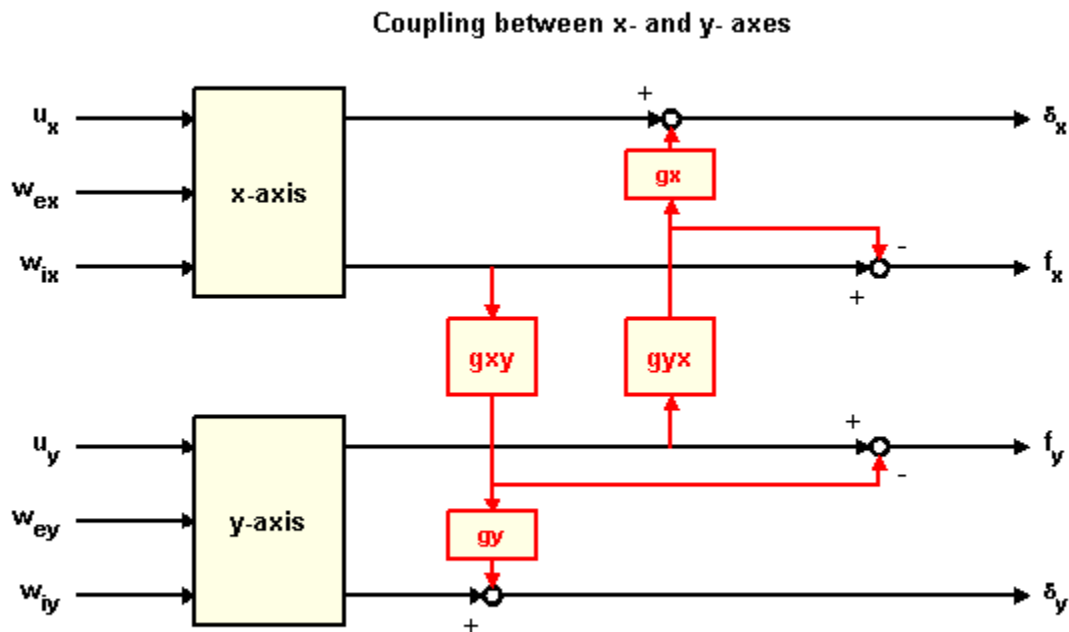 Coupling between x- and y- axes
+
u_x
δ_x
gx
w_ex
x-axis
-
w_ix
f_x
+
gxy
gyx
+
u_y
f_y
-
w_ey
y-axis
gy
w_iy
δ_y
+